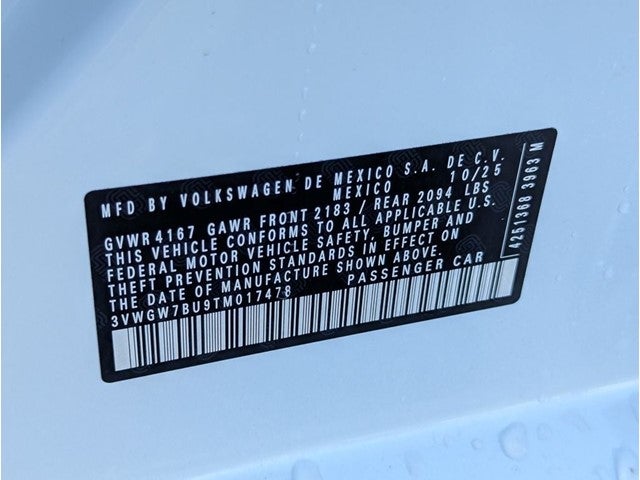 MFD BY VOLKSWAGEN DE MEXICO S.A. DE C.V.
MEXICO 10/25
GVWR 4167 GAWR FRONT 2183 / REAR 2094 LBS
THIS VEHICLE CONFORMS TO ALL APPLICABLE U.S.
FEDERAL MOTOR VEHICLE SAFETY, BUMPER AND
THEFT PREVENTION STANDARDS IN EFFECT ON
THE DATE OF MANUFACTURE SHOWN ABOVE.
3VWGW7BU9TM017478 PASSENGER CAR
4251368 3963 M